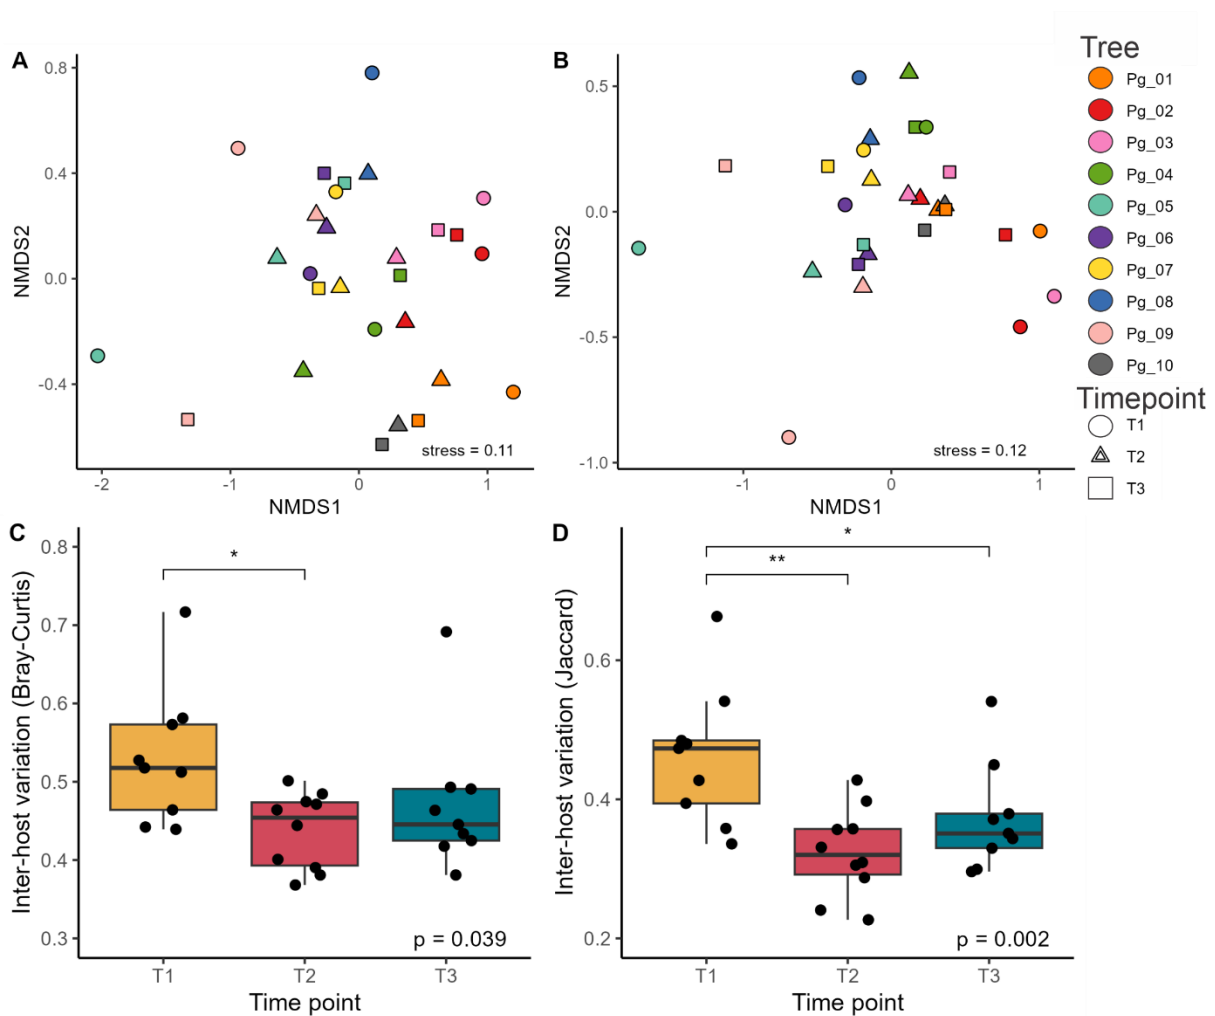 A
0.8
0.4
0.0
-0.4
NMDS2
-2
-1
0
1
NMDS1
stress = 0.11
B
0.5
0.0
-0.5
-1.0
NMDS2
-1
0
1
NMDS1
stress = 0.12
Tree
Pg_01
Pg_02
Pg_03
Pg_04
Pg_05
Pg_06
Pg_07
Pg_08
Pg_09
Pg_10
Timepoint
T1
T2
T3
C
0.8
0.7
0.6
0.5
0.4
0.3
Inter-host variation (Bray-Curtis)
*
p = 0.039
T1
T2
T3
Time point
D
0.6
0.4
0.2
Inter-host variation (Jaccard)
*
**
p = 0.002
T1
T2
T3
Time point